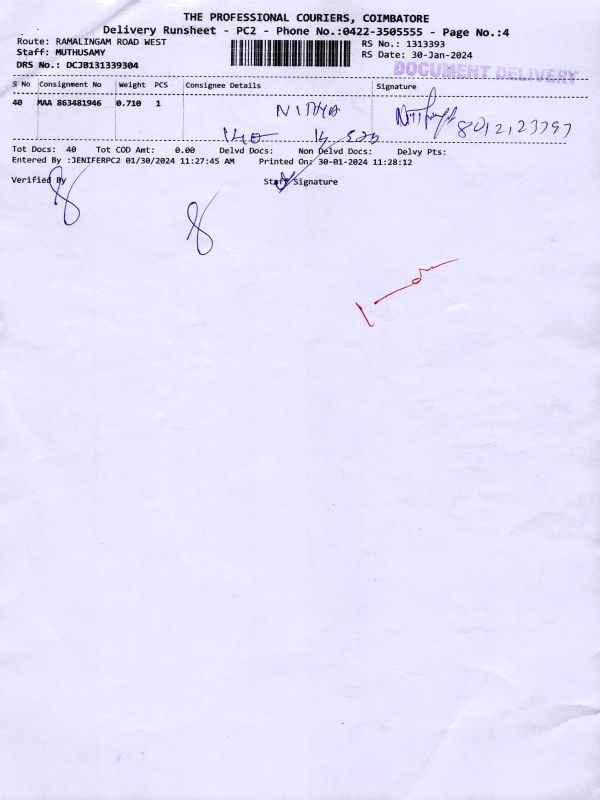 THE PROFESSIONAL COURIERS, COIMBATORE
Delivery Runsheet - PC2 - Phone No.:0422-3505555 - Page No.:4
Route: RAMALINGAM ROAD WEST
RS No.: 1313393
Staff: MUTHUSAMY
RS Date: 30-Jan-2024
DRS No.: DCJB131339304
DOCUMENT DELIVERY
S No Consignment No Weight PCS Consignee Details Signature
40 MAA 863481946 0.710 1 NITHYA
Tot Docs: 40 Tot COD Amt: 0.00 Delvd Docs: Non Delvd Docs: Delvy Pts:
Entered By :JENIFERPC2 01/30/2024 11:27:45 AM Printed On: 30-01-2024 11:28:12
Verified By Staff Signature